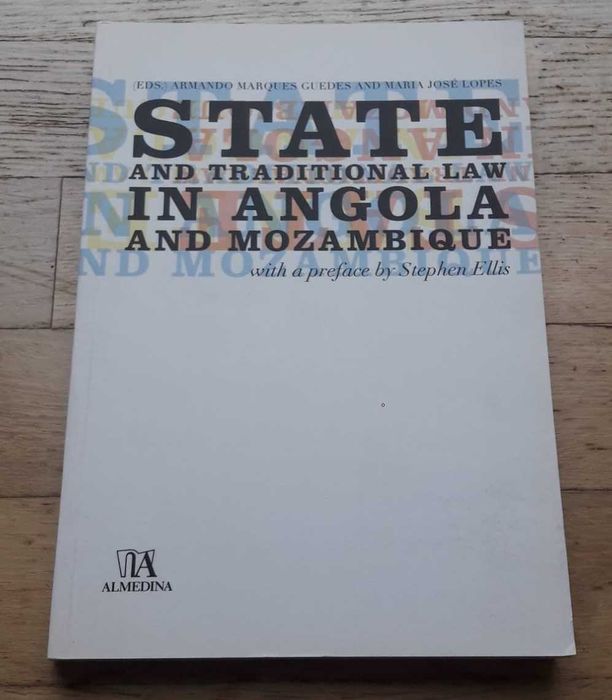 (EDS.) ARMANDO MARQUES GUEDES AND MARIA JOSÉ LOPES
STATE
AND TRADITIONAL LAW
IN ANGOLA
AND MOZAMBIQUE
with a preface by Stephen Ellis
ALMEDINA